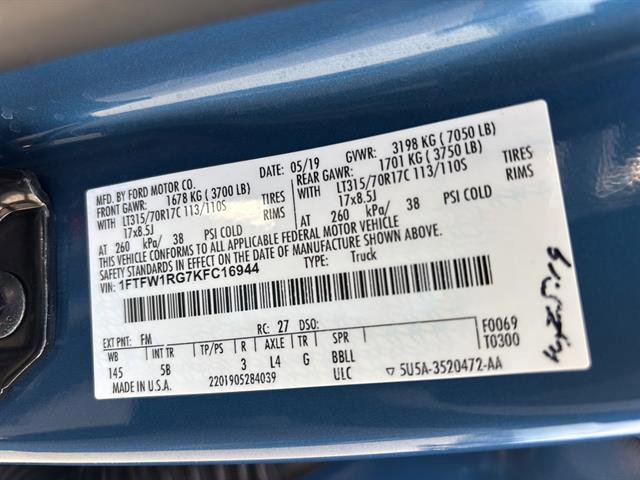 MFD. BY FORD MOTOR CO. DATE: 05/19 GVWR: 3198 KG ( 7050 LB)
FRONT GAWR: 1678 KG ( 3700 LB) REAR GAWR: 1701 KG ( 3750 LB)
WITH LT315/70R17C 113/110S TIRES WITH LT315/70R17C 113/110S TIRES
17x8.5J RIMS 17x8.5J RIMS
AT 260 kPa/ 38 PSI COLD AT 260 kPa/ 38 PSI COLD
THIS VEHICLE CONFORMS TO ALL APPLICABLE FEDERAL MOTOR VEHICLE
SAFETY STANDARDS IN EFFECT ON THE DATE OF MANUFACTURE SHOWN ABOVE.
VIN: 1FTFW1RG7KFC16944 TYPE: Truck
EXT PNT: FM RC: 27 DSO: F0069
WB INT TR TP/PS R AXLE TR SPR T0300
145 5B 3 L4 G BBLL
MADE IN U.S.A. 2201905284039 ULC ▽ 5U5A-3520472-AA